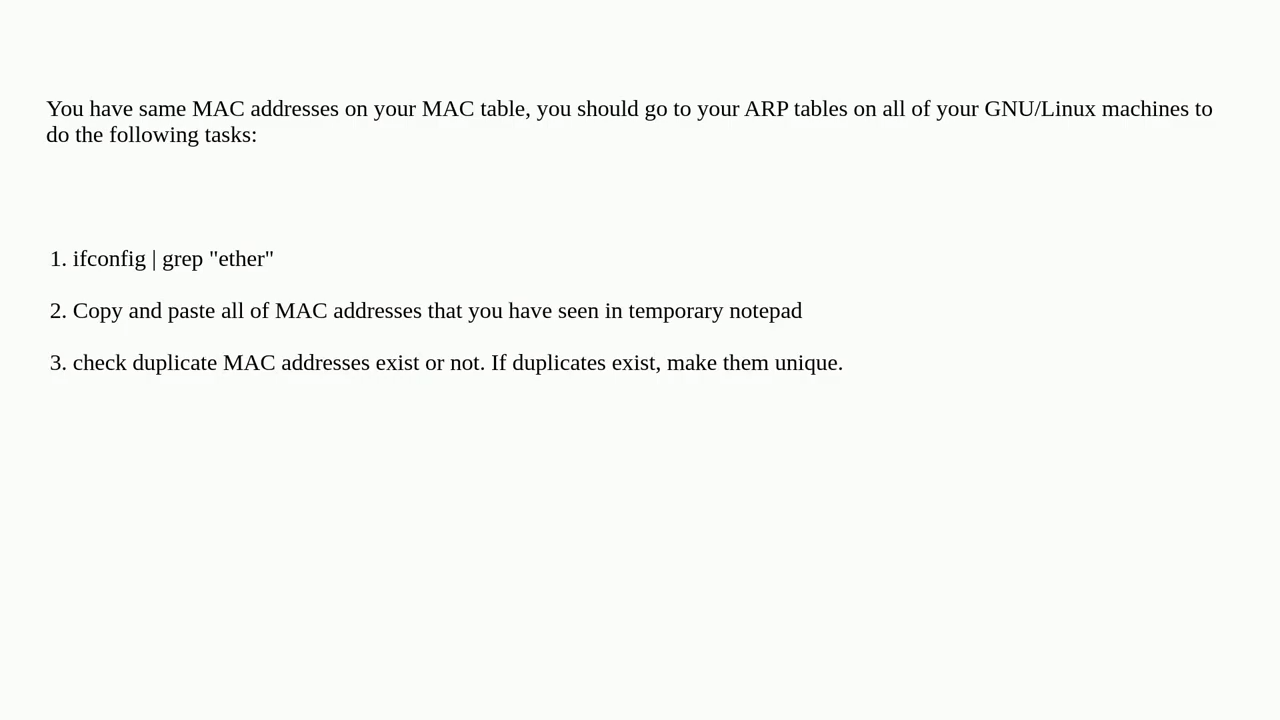 You have same MAC addresses on your MAC table, you should go to your ARP tables on all of your GNU/Linux machines to
do the following tasks:
1. ifconfig | grep "ether"
2. Copy and paste all of MAC addresses that you have seen in temporary notepad
3. check duplicate MAC addresses exist or not. If duplicates exist, make them unique.